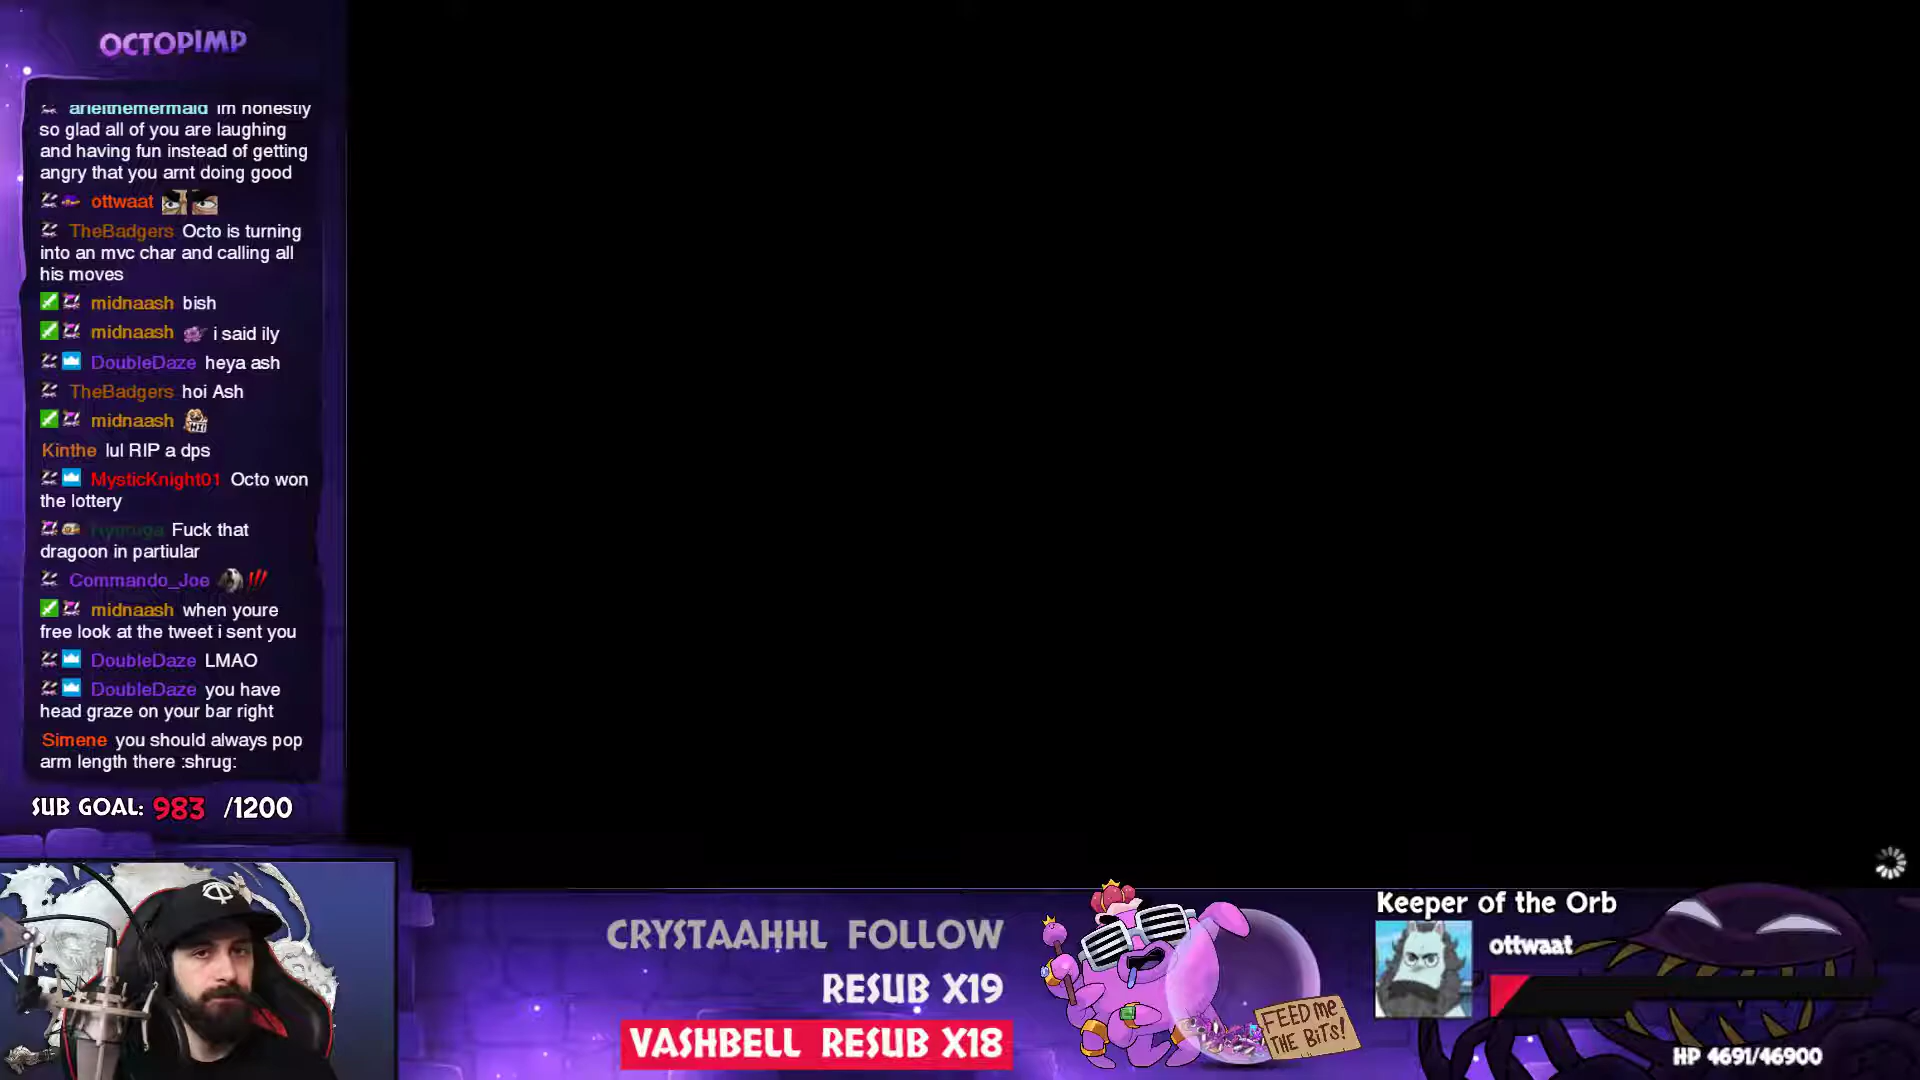 OCTOPIMP
arielthemermaid im honestly
so glad all of you are laughing
and having fun instead of getting
angry that you arnt doing good
ottwaat
TheBadgers Octo is turning
into an mvc char and calling all
his moves
midnaash bish
midnaash i said ily
DoubleDaze heya ash
TheBadgers hoi Ash
midnaash HI
Kinthe lul RIP a dps
MysticKnight01 Octo won
the lottery
Fuck that
dragoon in partiular
Commando_Joe
midnaash when youre
free look at the tweet i sent you
DoubleDaze LMAO
DoubleDaze you have
head graze on your bar right
Simene you should always pop
arm length there :shrug:
SUB GOAL: 983 /1200
CRYSTAAHHL FOLLOW
RESUB X19
VASHBELL RESUB X18
FEED ME
THE BITS!
Keeper of the Orb
ottwaat
HP 4691/46900